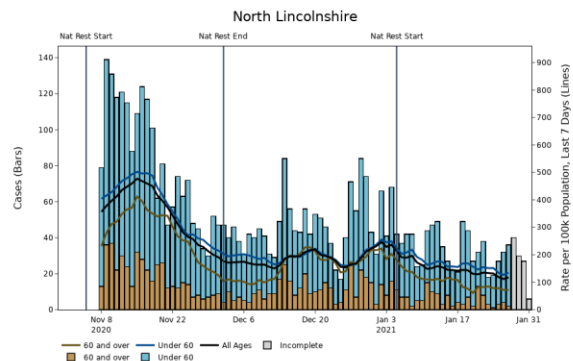 North Lincolnshire
Nat Rest Start
Nat Rest End
Nat Rest Start
140
120
100
80
60
40
20
0
Cases (Bars)
900
800
700
600
500
400
300
200
100
0
Rate per 100k Population, Last 7 Days (Lines)
Nov 8
2020
Nov 22
Dec 6
Dec 20
Jan 3
2021
Jan 17
Jan 31
60 and over
Under 60
All Ages
Incomplete
60 and over
Under 60